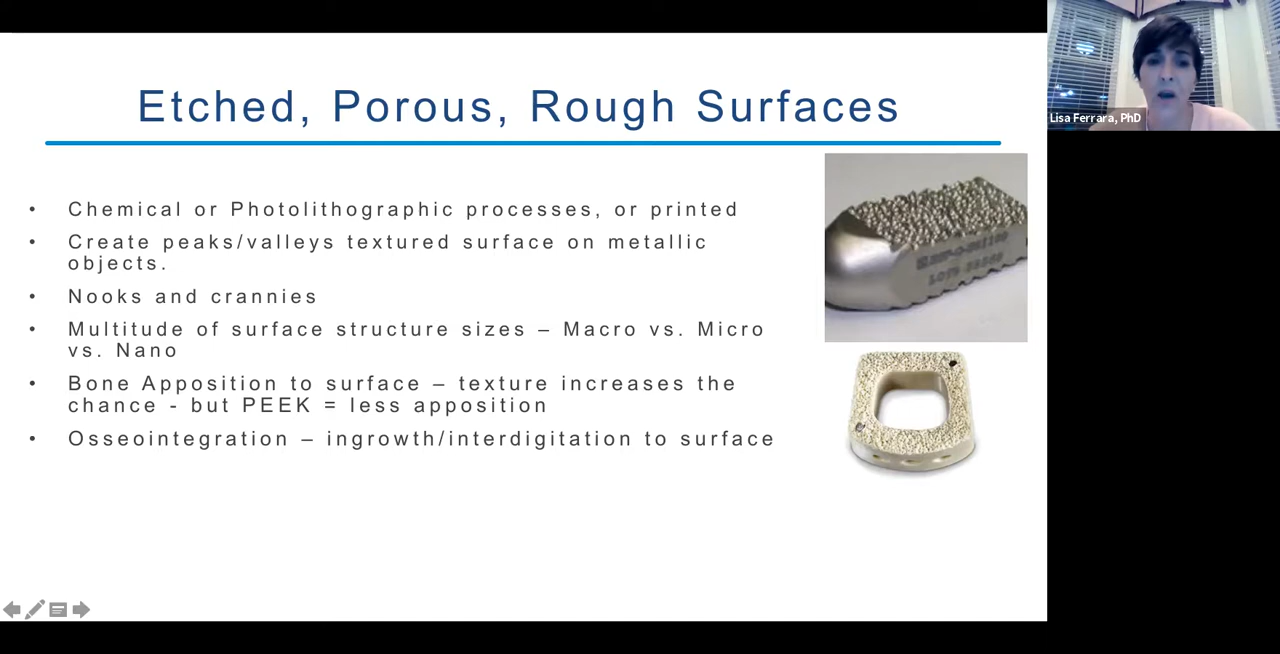 Etched, Porous, Rough Surfaces
Lisa Ferrara, PhD
• Chemical or Photolithographic processes, or printed
• Create peaks/valleys textured surface on metallic
objects.
• Nooks and crannies
• Multitude of surface structure sizes – Macro vs. Micro
vs. Nano
• Bone Apposition to surface – texture increases the
chance - but PEEK = less apposition
• Osseointegration – ingrowth/interdigitation to surface